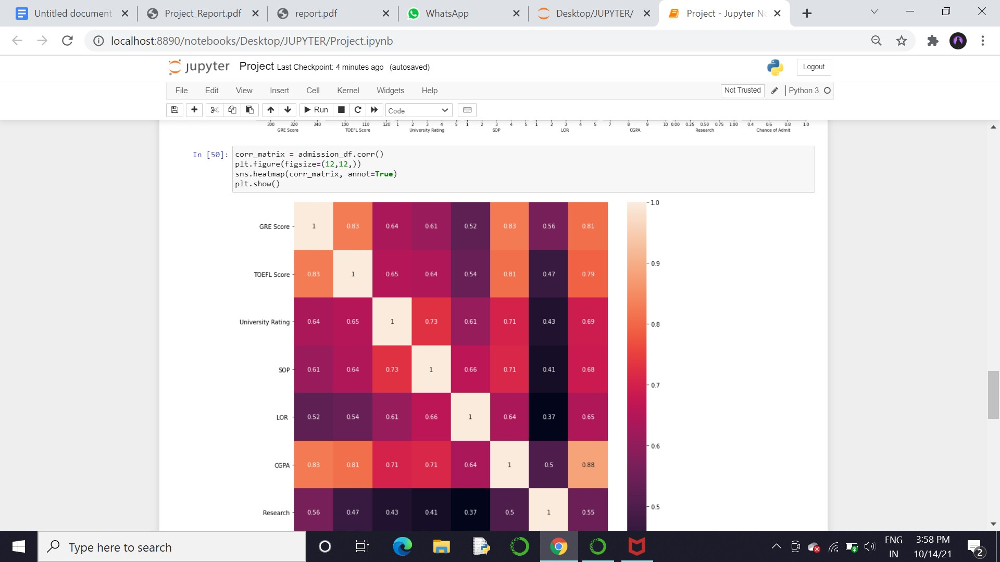 Untitled document
Project_Report.pdf
report.pdf
WhatsApp
Desktop/JUPYTER/
Project - Jupyter No
localhost:8890/notebooks/Desktop/JUPYTER/Project.ipynb
jupyter Project Last Checkpoint: 4 minutes ago (autosaved)
Logout
File Edit View Insert Cell Kernel Widgets Help
Not Trusted
Python 3
Run
Code
300 320 340 100 110 120 1 2 3 4 5 1 2 3 4 5 1 2 3 4 5 7 8 9 10 0.00 0.25 0.50 0.75 1.00 0.4 0.6 0.8 1.0
GRE Score TOEFL Score University Rating SOP LOR CGPA Research Chance of Admit
In [50]: corr_matrix = admission_df.corr()
plt.figure(figsize=(12,12,))
sns.heatmap(corr_matrix, annot=True)
plt.show()
GRE Score 1 0.83 0.64 0.61 0.52 0.83 0.56 0.81
TOEFL Score 0.83 1 0.65 0.64 0.54 0.81 0.47 0.79
University Rating 0.64 0.65 1 0.73 0.61 0.71 0.43 0.69
SOP 0.61 0.64 0.73 1 0.66 0.71 0.41 0.68
LOR 0.52 0.54 0.61 0.66 1 0.64 0.37 0.65
CGPA 0.83 0.81 0.71 0.71 0.64 1 0.5 0.88
Research 0.56 0.47 0.43 0.41 0.37 0.5 1 0.55
1.0
0.9
0.8
0.7
0.6
0.5
Type here to search
ENG
IN
3:58 PM
10/14/21
2